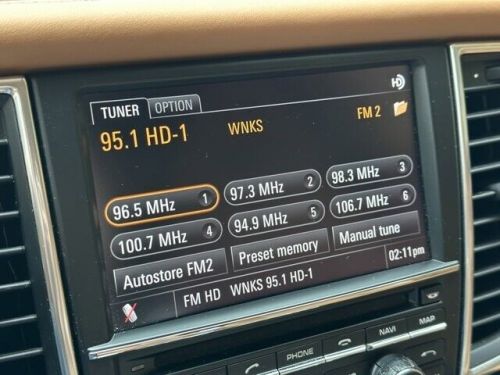 HD
TUNER OPTION
95.1 HD-1 WNKS FM 2
96.5 MHz 1 97.3 MHz 2 98.3 MHz 3
100.7 MHz 4 94.9 MHz 5 106.7 MHz 6
Autostore FM2 Preset memory Manual tune
FM HD WNKS 95.1 HD-1 02:11pm
PHONE NAVI MAP